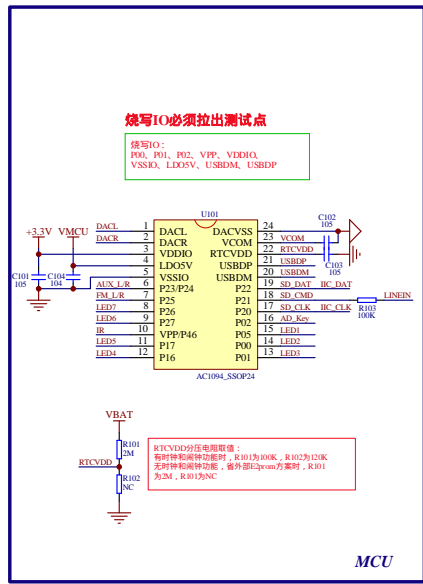 烧写IO必须拉出测试点
烧写IO：
P00、P01、P02、VPP、VDDIO、
VSSIO、LDO5V、USBDM、USBDP
U101
DACL 1 DACL DACVSS 24
DACR 2 DACR VCOM 23 VCOM
3 VDDIO RTCVDD 22 RTCVDD
4 LDO5V USBDP 21 USBDP
5 VSSIO USBDM 20 USBDM
AUX_L/R 6 P23/P24 P22 19 SD_DAT IIC_DAT
FM_L/R 7 P25 P21 18 SD_CMD
LED7 8 P26 P20 17 SD_CLK IIC_CLK
LED6 9 P27 P02 16 AD_Key
IR 10 VPP/P46 P05 15 LED1
LED5 11 P17 P00 14 LED2
LED4 12 P16 P01 13 LED3
AC1094_SSOP24
+3.3V VMCU
C101
105
C104
104
C102
105
C103
105
LINEIN
R103
100K
VBAT
R101
2M
RTCVDD
R102
NC
RTCVDD分压电阻取值：
有时钟和闹钟功能时，R101为100K，R102为120K
无时钟和闹钟功能，省外部E2prom方案时，R101
为2M，R101为NC
MCU